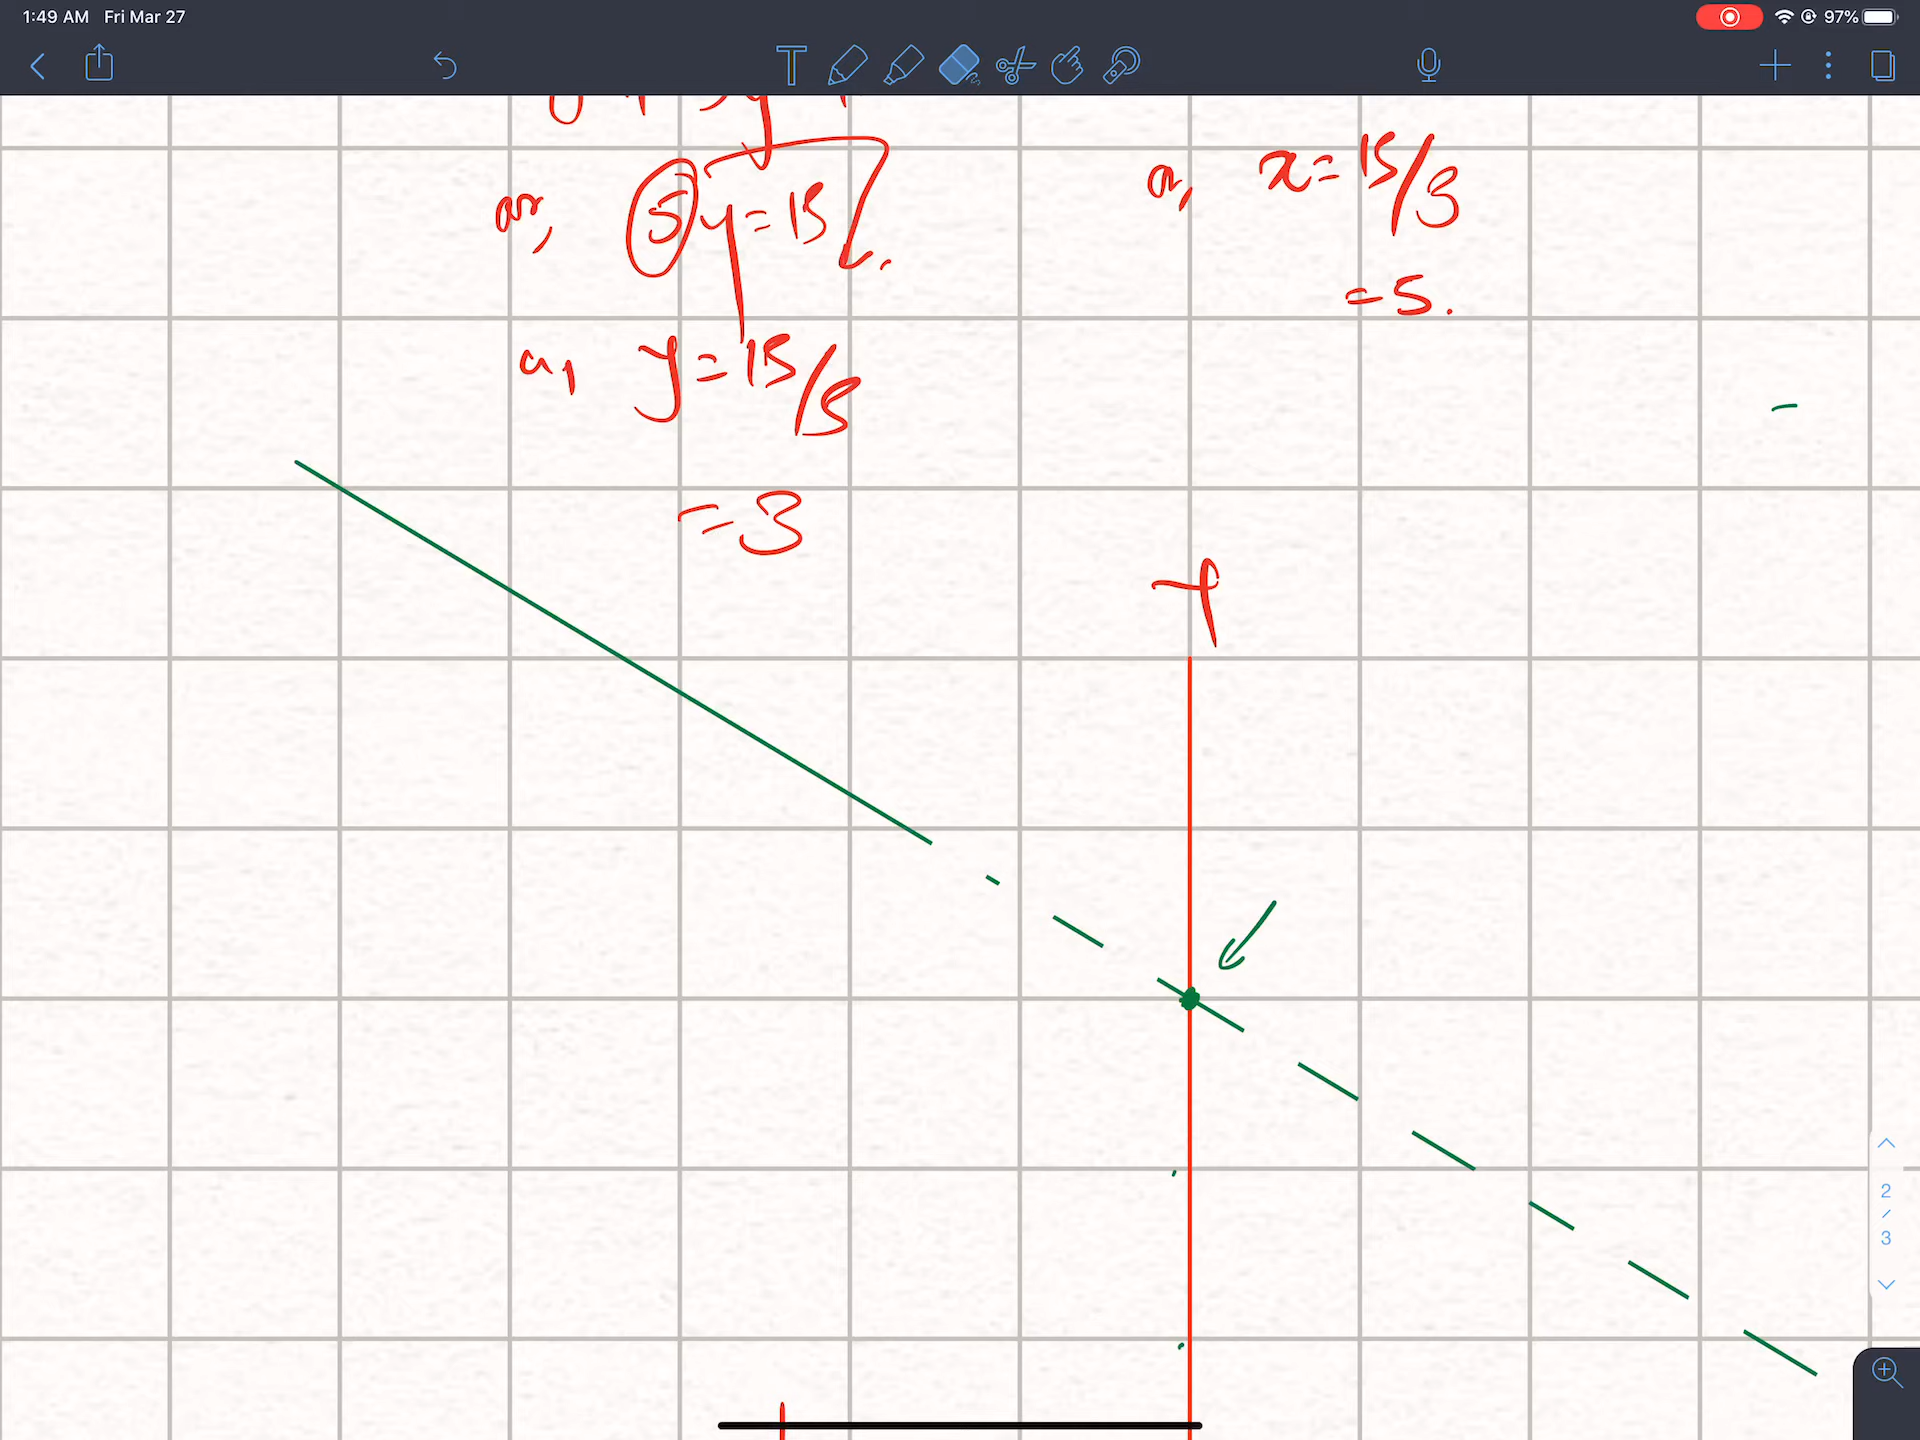 1:49 AM Fri Mar 27
97%
or, 5y = 15
or, y = 15/5
= 3
or, x = 15/3
= 5.
Y
2
/
3